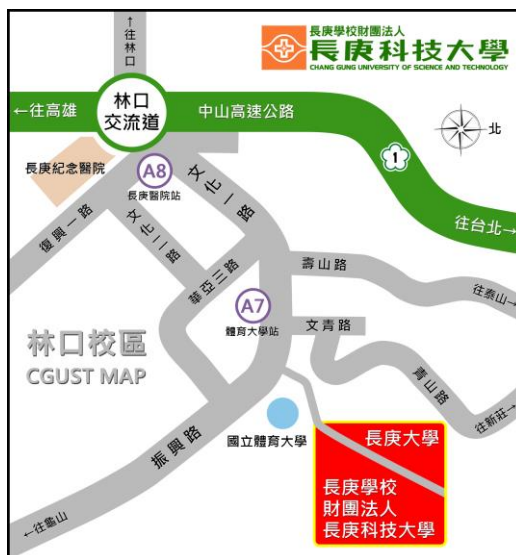 ↑往林口
長庚學校財團法人
長庚科技大學
CHANG GUNG UNIVERSITY OF SCIENCE AND TECHNOLOGY
←往高雄
林口
交流道
中山高速公路
北
1
往台北→
長庚紀念醫院
A8
長庚醫院站
文化一路
復興一路
文化二路
華亞三路
壽山路
往泰山→
A7
體育大學站
文青路
林口校區
CGUST MAP
青山路
往新莊→
振興路
國立體育大學
長庚大學
長庚學校
財團法人
長庚科技大學
←往龜山